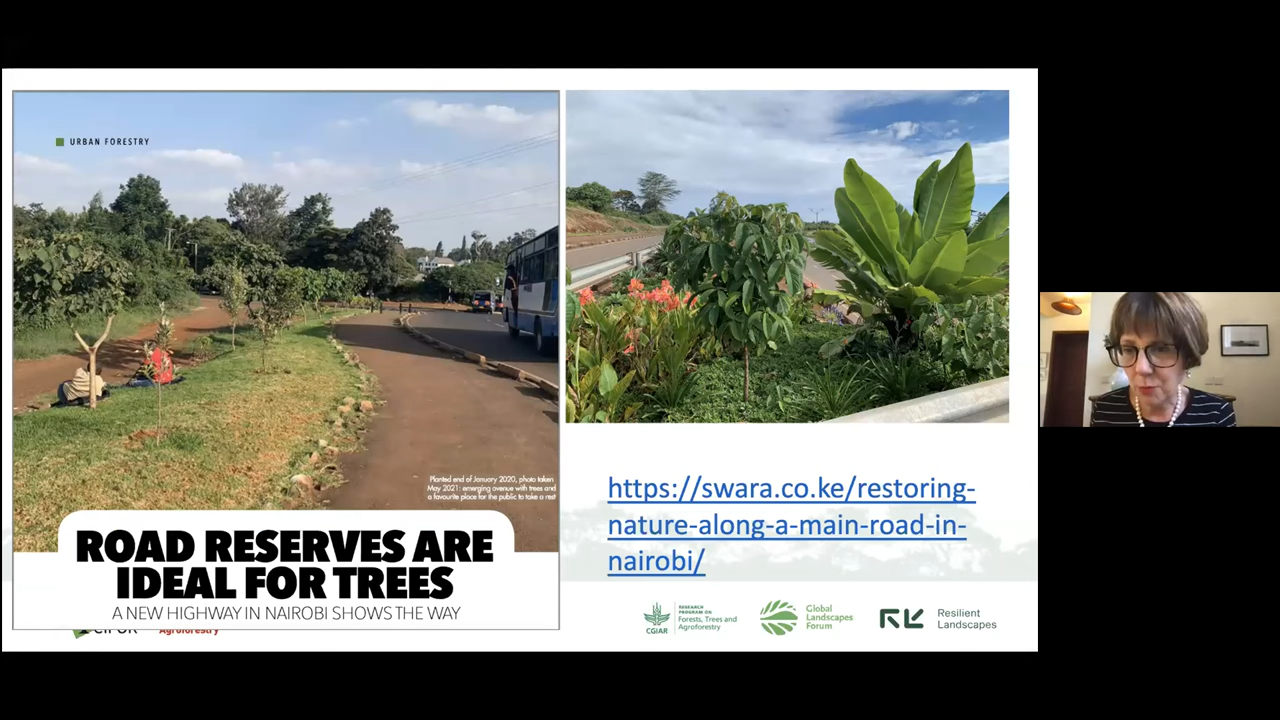 URBAN FORESTRY
Planted end of January 2020, photo taken
May 2021: emerging avenue with trees and
a favourite place for the public to take a rest
ROAD RESERVES ARE
IDEAL FOR TREES
A NEW HIGHWAY IN NAIROBI SHOWS THE WAY
https://swara.co.ke/restoring-
nature-along-a-main-road-in-
nairobi/
CIFOR
Agroforestry
CGIAR
RESEARCH
PROGRAM ON
Forests, Trees and
Agroforestry
Global
Landscapes
Forum
Resilient
Landscapes